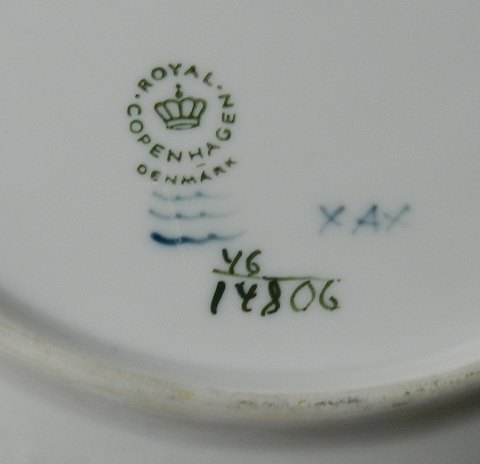 ROYAL
COPENHAGEN
DENMARK
XAX
46
14806